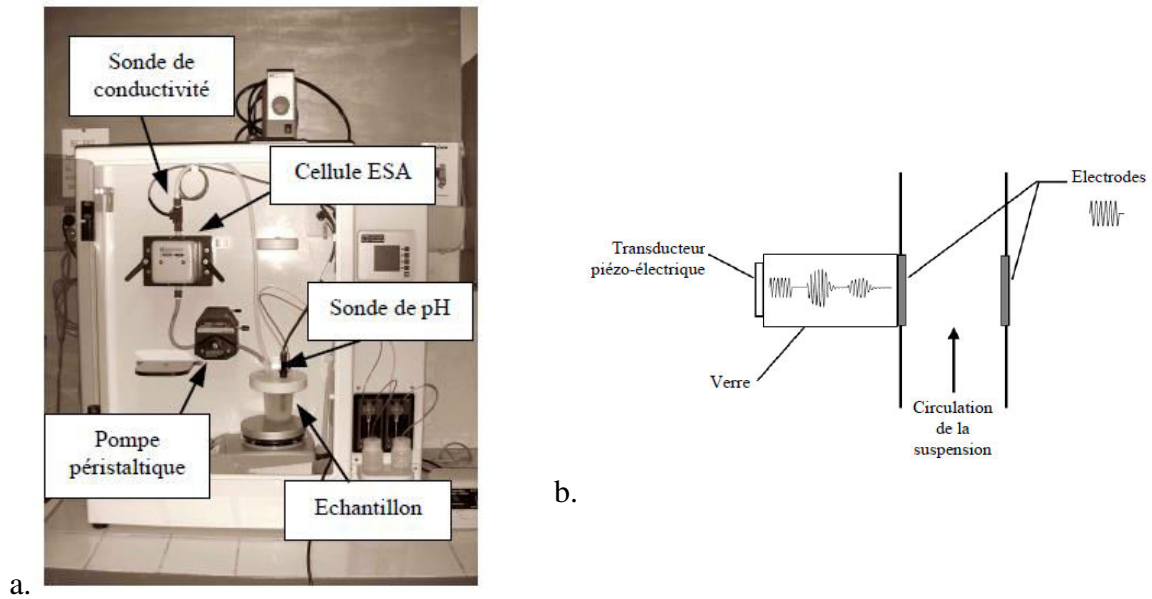 Sonde de
conductivité
Cellule ESA
Sonde de pH
Pompe
péristaltique
Echantillon
a.
Electrodes
Transducteur
piézo-électrique
Verre
Circulation
de la
suspension
b.